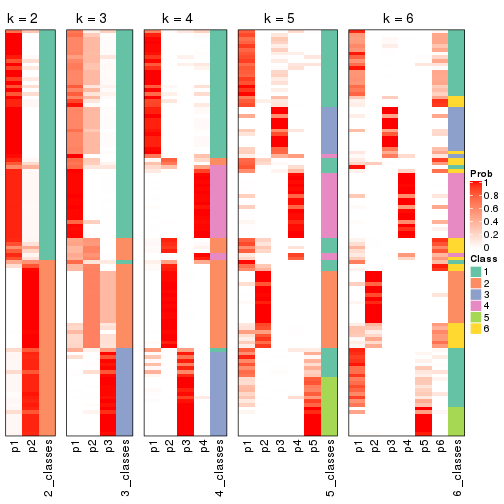 k = 2
k = 3
k = 4
k = 5
k = 6
Prob
1
0.8
0.6
0.4
0.2
0
Class
1
2
3
4
5
6
p1
p2
2_classes
p1
p2
p3
3_classes
p1
p2
p3
p4
4_classes
p1
p2
p3
p4
p5
5_classes
p1
p2
p3
p4
p5
p6
6_classes